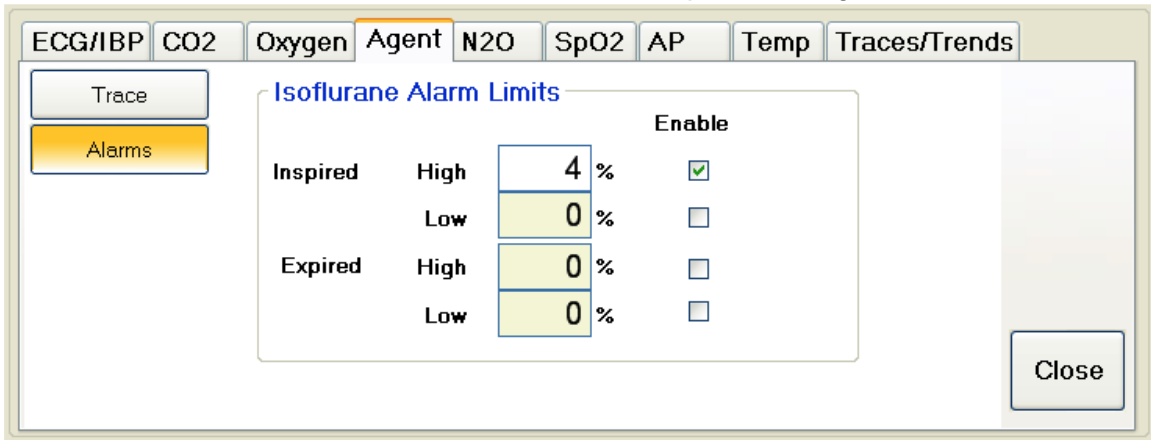 ECG/IBP CO2 Oxygen Agent N2O SpO2 AP Temp Traces/Trends
Trace
Alarms
Isoflurane Alarm Limits
Enable
Inspired High 4 %
Low 0 %
Expired High 0 %
Low 0 %
Close